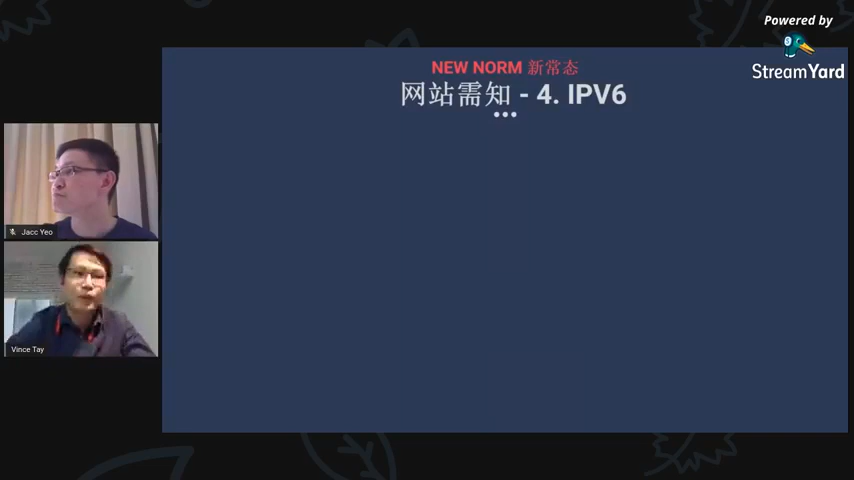 Powered by
StreamYard
NEW NORM 新常态
网站需知 - 4. IPV6
Jacc Yeo
Vince Tay